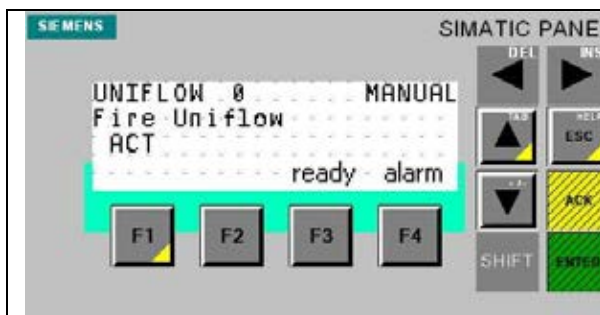 SIEMENS
SIMATIC PANE
UNIFLOW 0 MANUAL
Fire Uniflow
ACT
ready alarm
F1 F2 F3 F4
DEL INS
TAB HELP
ESC
+/-
ACK
SHIFT ENTER